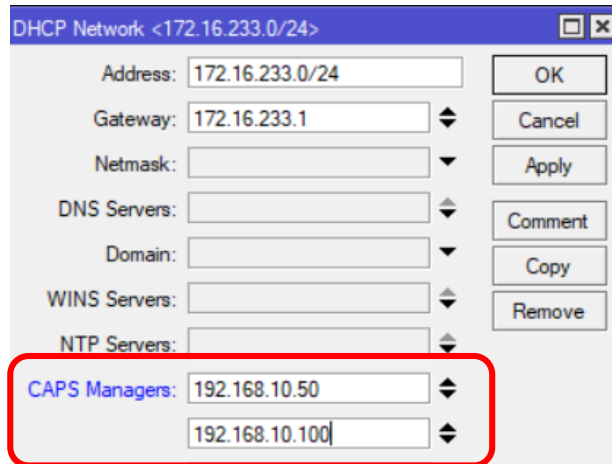 DHCP Network <172.16.233.0/24>
Address: 172.16.233.0/24 OK
Gateway: 172.16.233.1 Cancel
Netmask: Apply
DNS Servers:
Comment
Domain:
Copy
WINS Servers:
Remove
NTP Servers:
CAPS Managers: 192.168.10.50
192.168.10.100